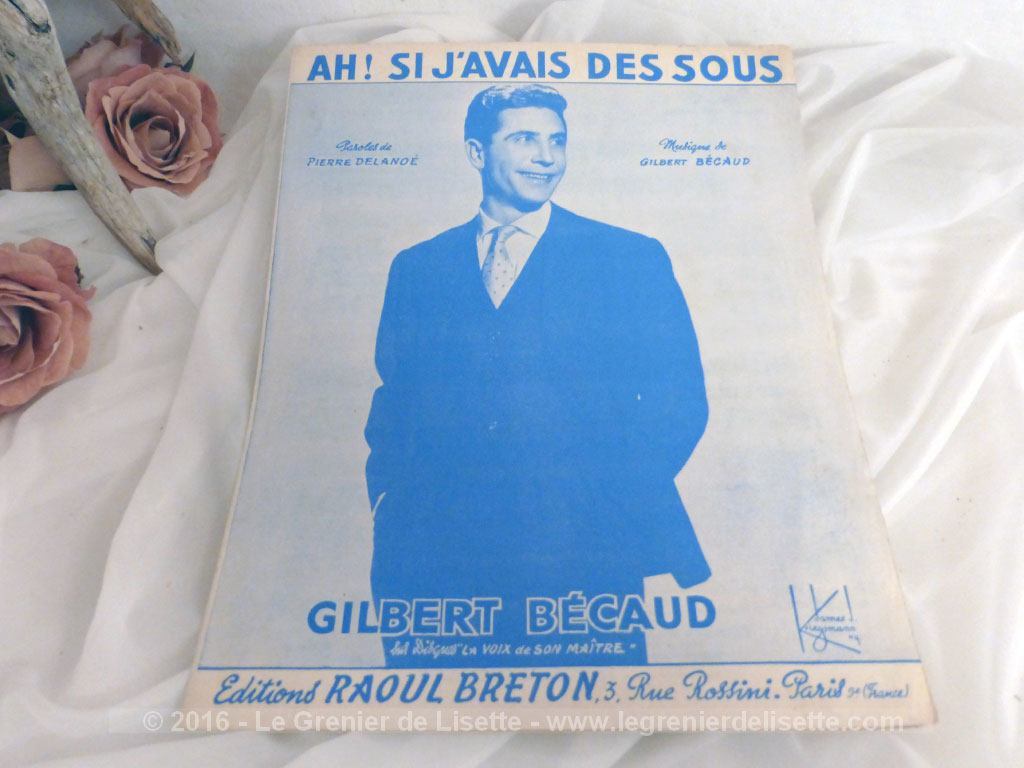 AH! SI J'AVAIS DES SOUS
Paroles de
PIERRE DELANOË
Musique de
GILBERT BÉCAUD
GILBERT BÉCAUD
sur Disques "LA VOIX de SON MAÎTRE"
James J.
Kriegsmann
N.Y.
Editions RAOUL BRETON, 3, Rue Rossini-Paris 9e (France)
© 2016 - Le Grenier de Lisette - www.legrenierdelisette.com